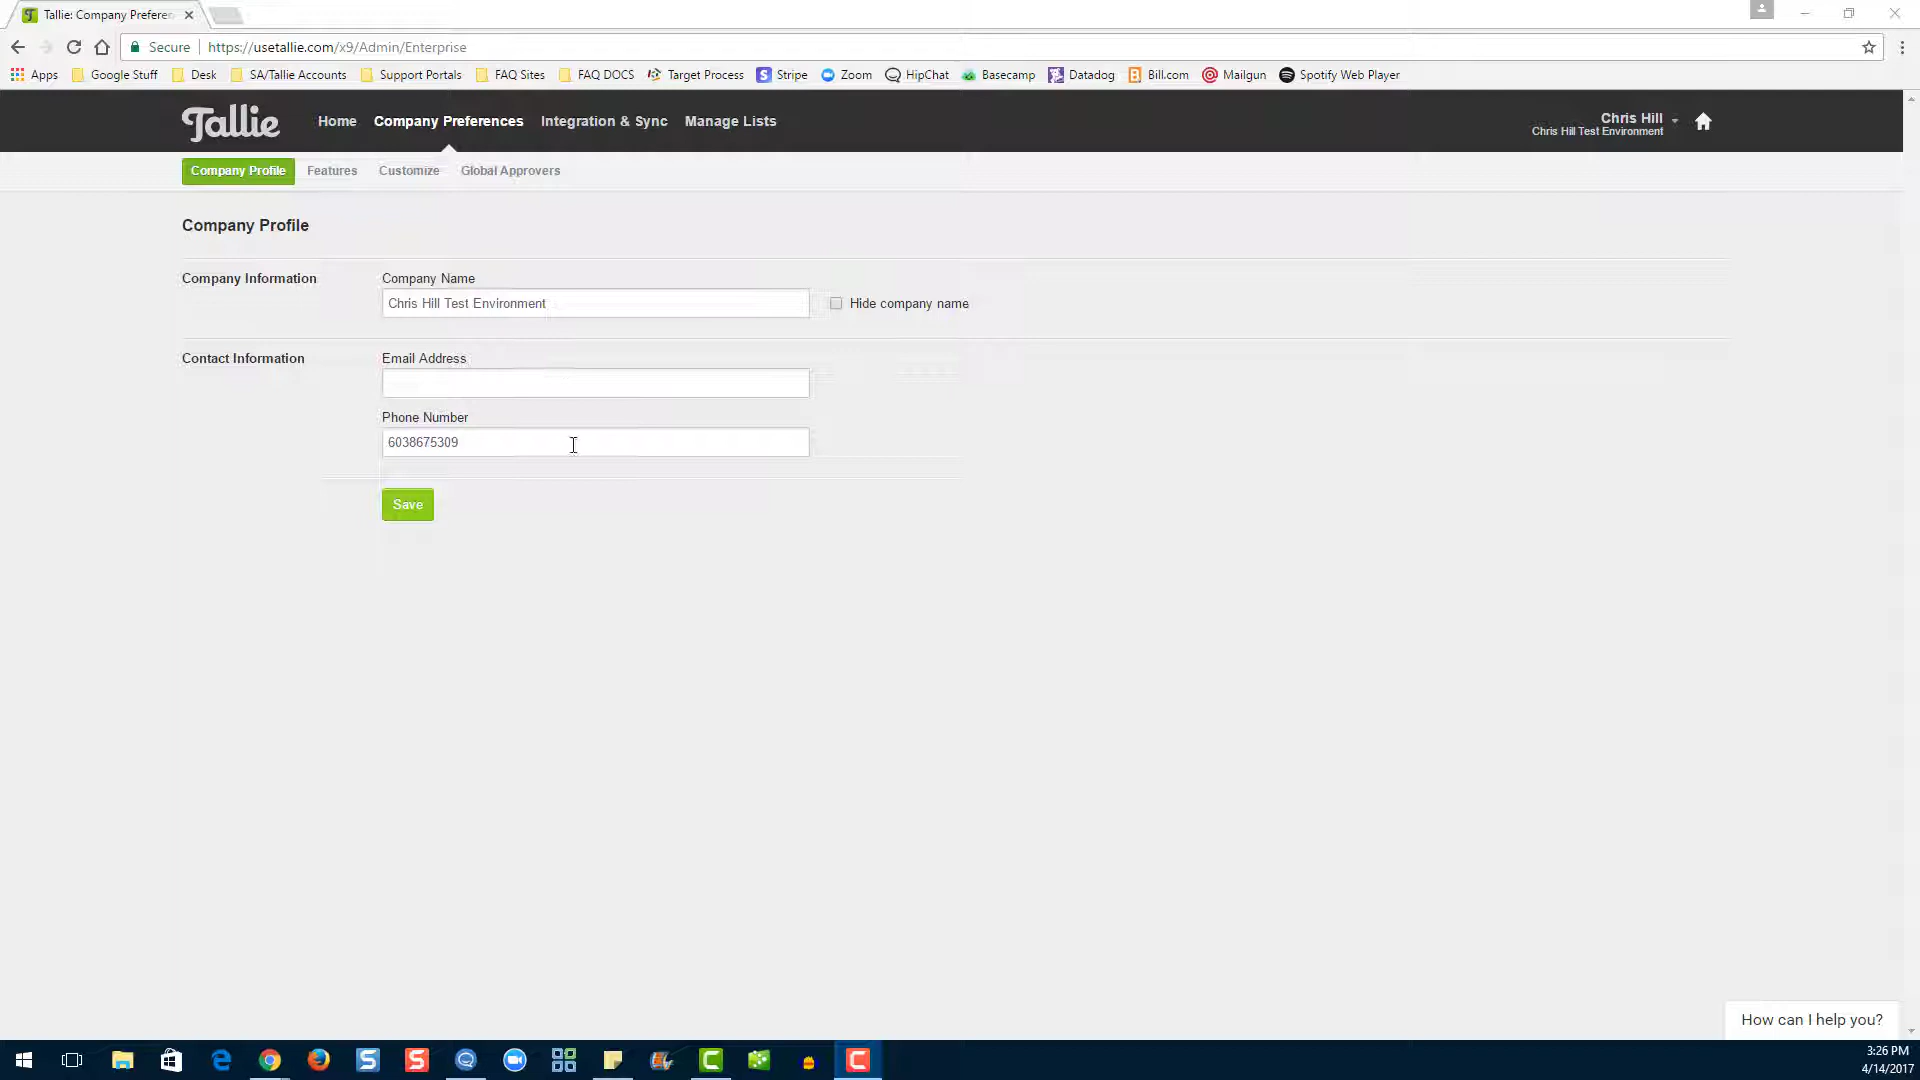 Tallie: Company Preferen
Secure https://usetallie.com/x9/Admin/Enterprise
Apps Google Stuff Desk SA/Tallie Accounts Support Portals FAQ Sites FAQ DOCS Target Process Stripe Zoom HipChat Basecamp Datadog Bill.com Mailgun Spotify Web Player
Tallie Home Company Preferences Integration & Sync Manage Lists Chris Hill
Chris Hill Test Environment
Company Profile Features Customize Global Approvers
Company Profile
Company Information Company Name
Chris Hill Test Environment Hide company name
Contact Information Email Address
Phone Number
6038675309
Save
How can I help you?
3:26 PM
4/14/2017